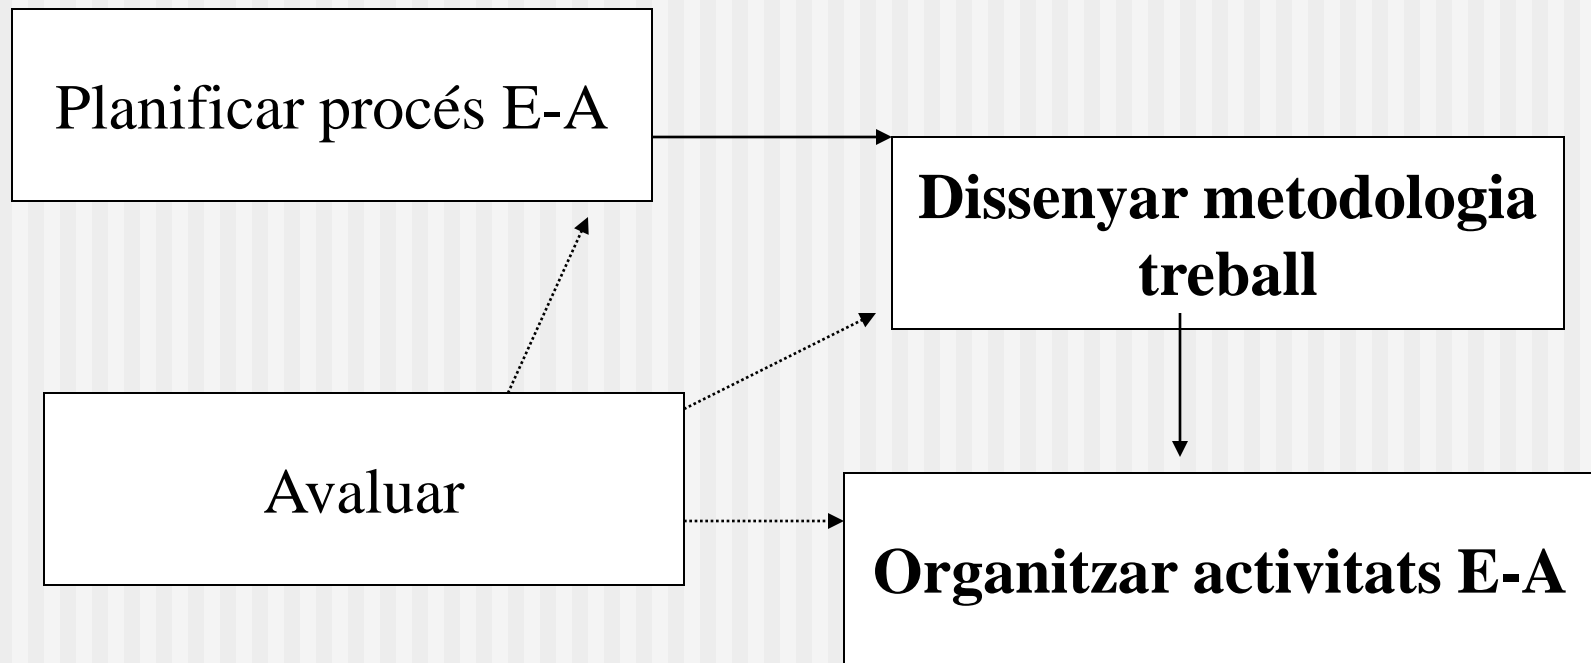 Planificar procés E-A
Dissenyar metodologia
treball
Avaluar
Organitzar activitats E-A